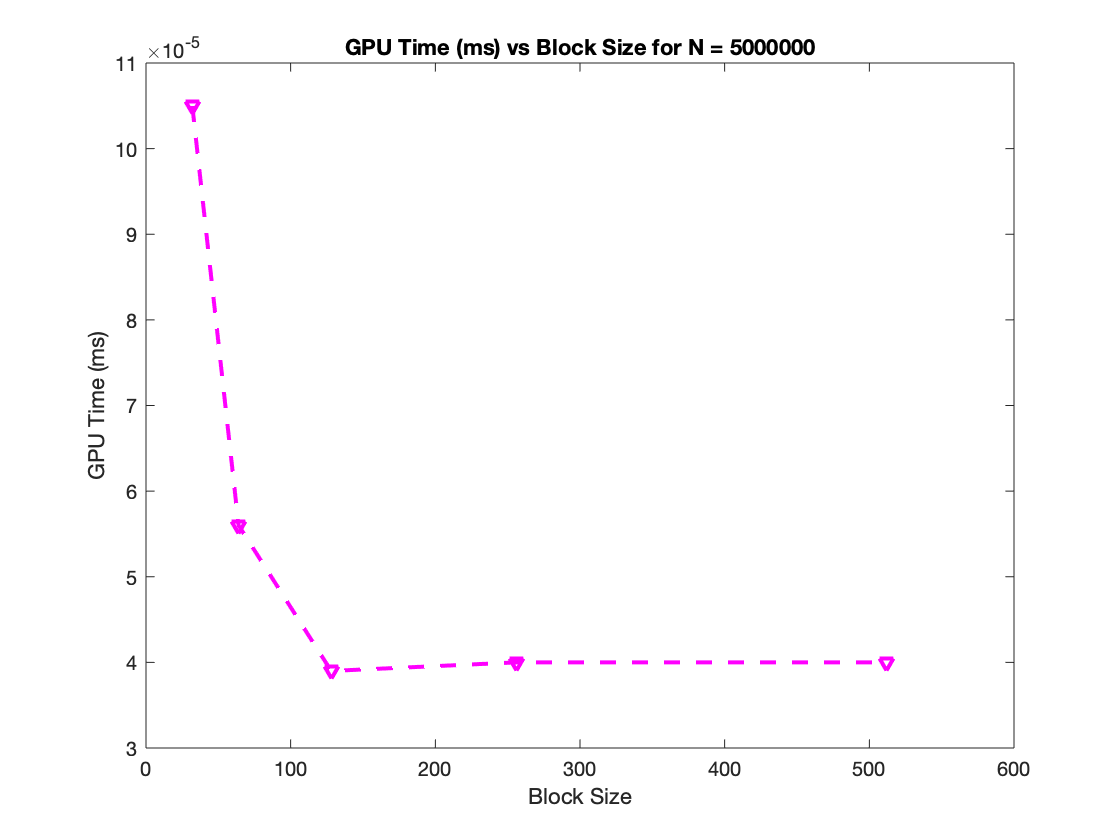 GPU Time (ms) vs Block Size for N = 5000000
×10⁻⁵
11
10
9
8
7
6
5
4
3
GPU Time (ms)
0 100 200 300 400 500 600
Block Size